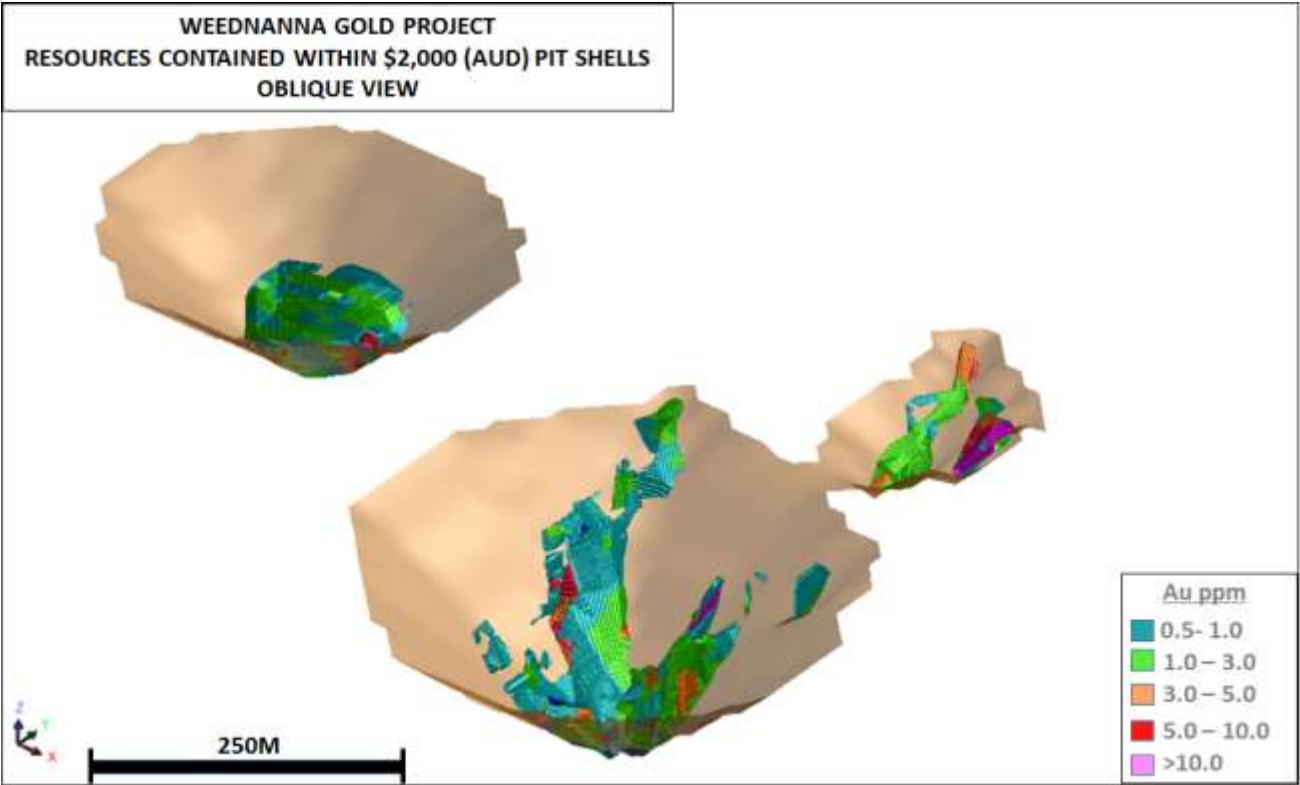 WEEDNANNA GOLD PROJECT
RESOURCES CONTAINED WITHIN $2,000 (AUD) PIT SHELLS
OBLIQUE VIEW
Au ppm
0.5- 1.0
1.0 – 3.0
3.0 – 5.0
5.0 – 10.0
>10.0
Z
Y
X
250M